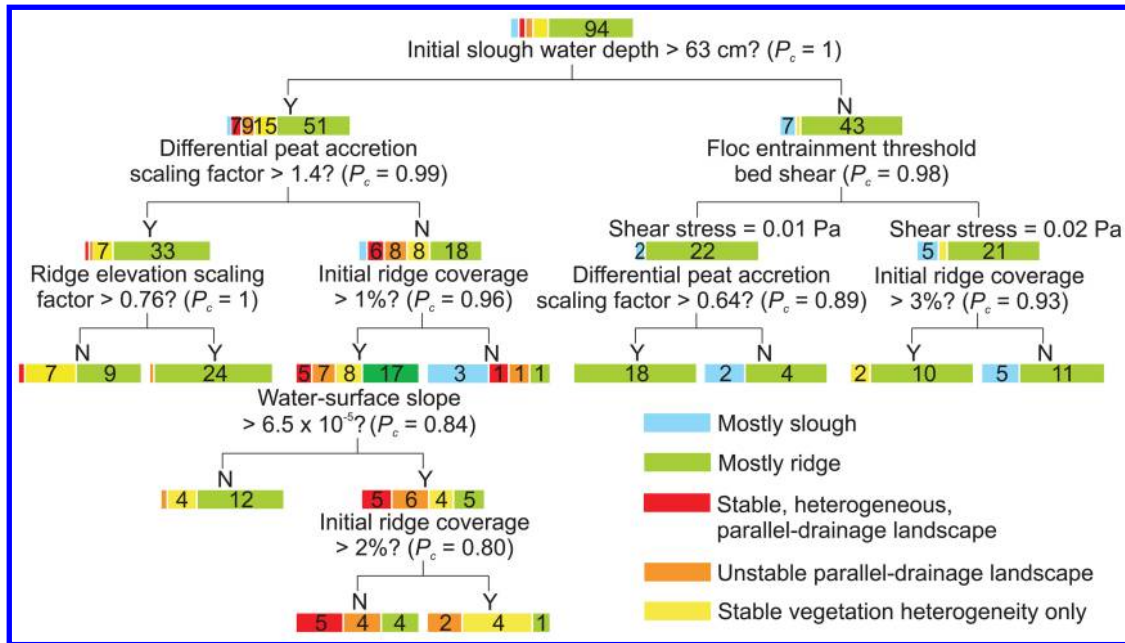 94
Initial slough water depth > 63 cm? (Pc = 1)
Y
N
7 9 15 51
7 43
Differential peat accretion
scaling factor > 1.4? (Pc = 0.99)
Floc entrainment threshold
bed shear (Pc = 0.98)
Y
N
Shear stress = 0.01 Pa
Shear stress = 0.02 Pa
7 33
6 8 8 18
2 22
5 21
Ridge elevation scaling
factor > 0.76? (Pc = 1)
Initial ridge coverage
> 1%? (Pc = 0.96)
Differential peat accretion
scaling factor > 0.64? (Pc = 0.89)
Initial ridge coverage
> 3%? (Pc = 0.93)
N Y
Y N
Y N
Y N
7 9
24
5 7 8 17
3 1 1 1
18
2 4
2 10
5 11
Water-surface slope
> 6.5 x 10⁻⁵? (Pc = 0.84)
N
Y
4 12
5 6 4 5
Initial ridge coverage
> 2%? (Pc = 0.80)
N
Y
5 4 4
2 4 1
Mostly slough
Mostly ridge
Stable, heterogeneous,
parallel-drainage landscape
Unstable parallel-drainage landscape
Stable vegetation heterogeneity only